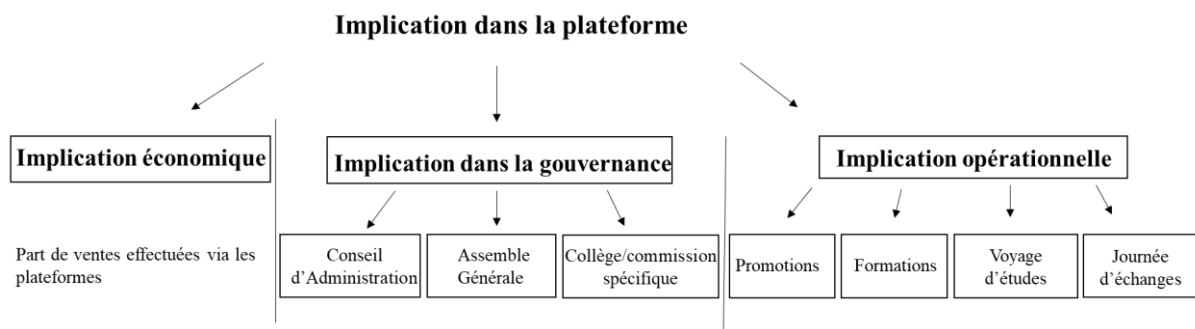 Implication dans la plateforme
Implication économique
Implication dans la gouvernance
Implication opérationnelle
Part de ventes effectuées via les
plateformes
Conseil
d’Administration
Assemble
Générale
Collège/commission
spécifique
Promotions
Formations
Voyage
d’études
Journée
d’échanges